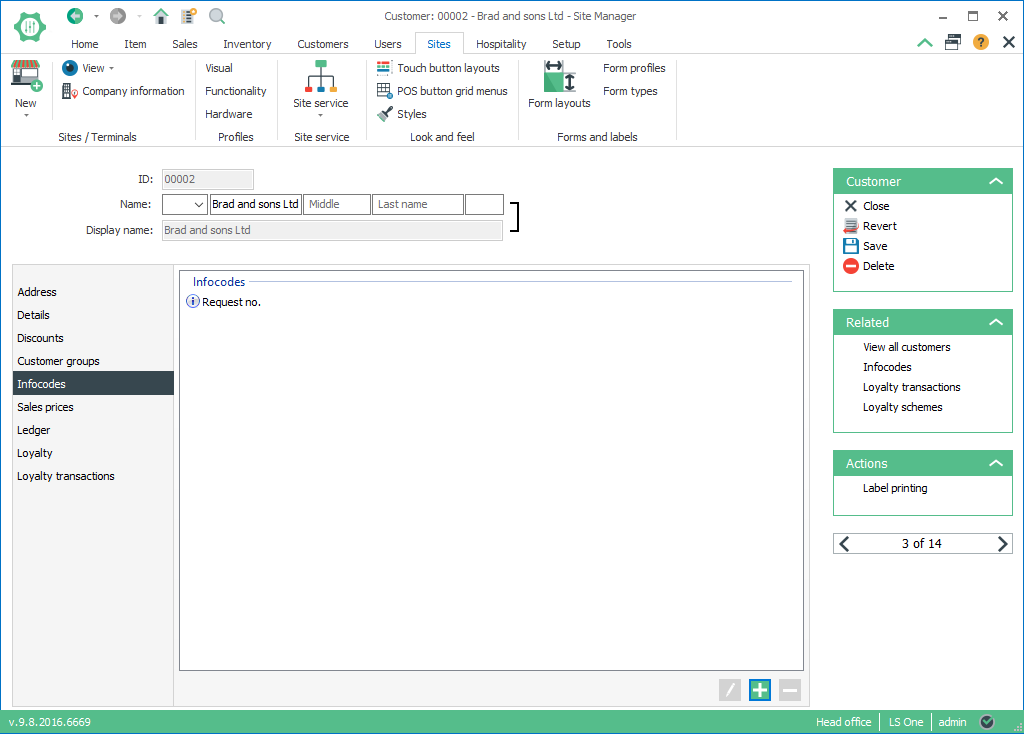 Customer: 00002 - Brad and sons Ltd - Site Manager
Home Item Sales Inventory Customers Users Sites Hospitality Setup Tools
New
View
Company information
Sites / Terminals
Visual
Functionality
Hardware
Profiles
Site service
Site service
Touch button layouts
POS button grid menus
Styles
Look and feel
Form layouts
Form profiles
Form types
Forms and labels
ID: 00002
Name: Brad and sons Ltd Middle Last name
Display name: Brad and sons Ltd
Address
Details
Discounts
Customer groups
Infocodes
Sales prices
Ledger
Loyalty
Loyalty transactions
Infocodes
Request no.
Customer
Close
Revert
Save
Delete
Related
View all customers
Infocodes
Loyalty transactions
Loyalty schemes
Actions
Label printing
3 of 14
v.9.8.2016.6669
Head office LS One admin